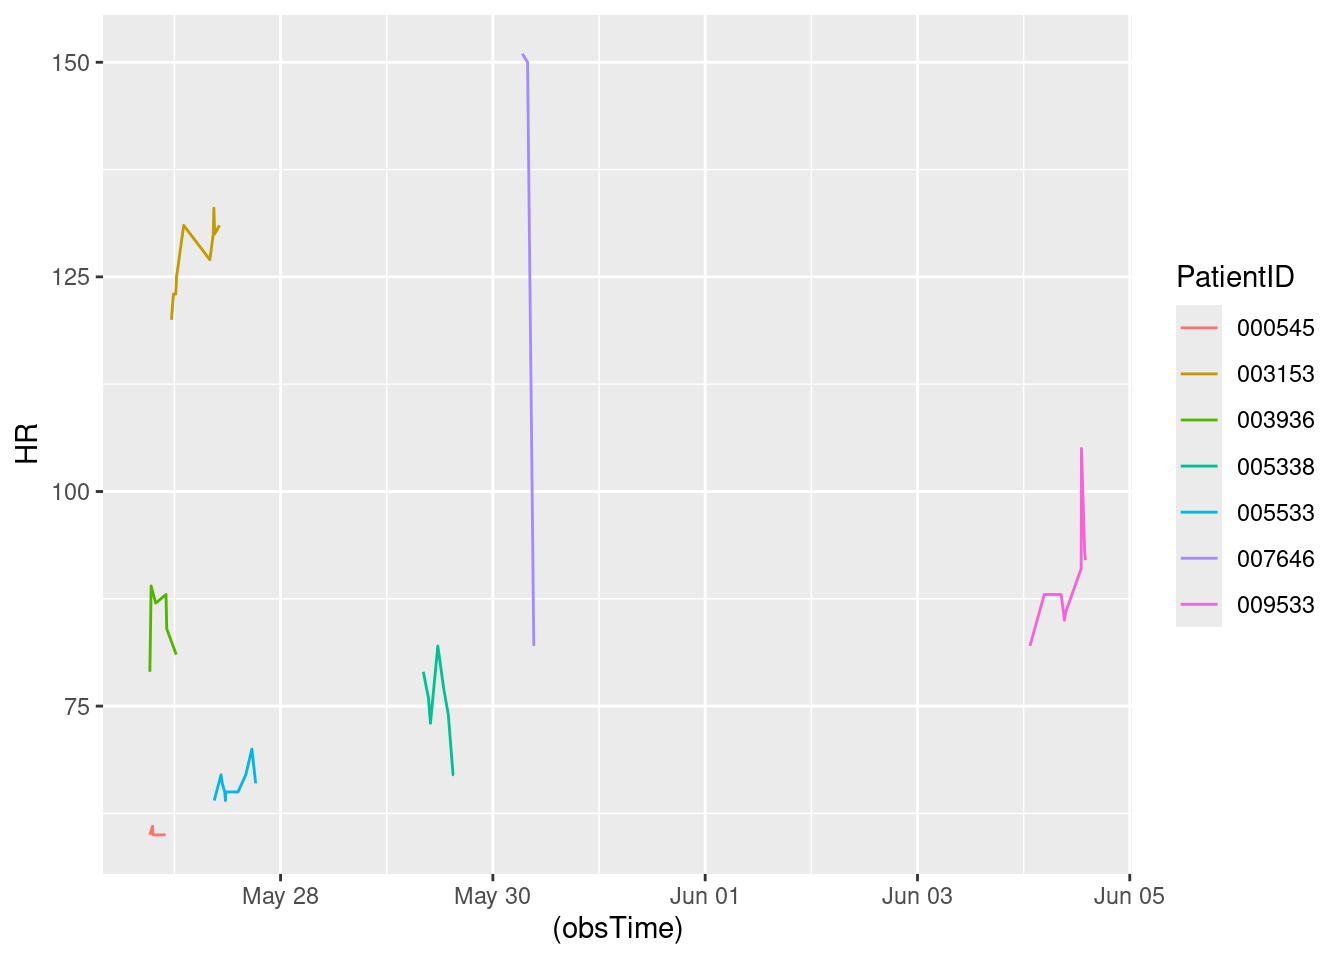 150
125
100
75
HR
May 28
May 30
Jun 01
Jun 03
Jun 05
(obsTime)
PatientID
000545
003153
003936
005338
005533
007646
009533